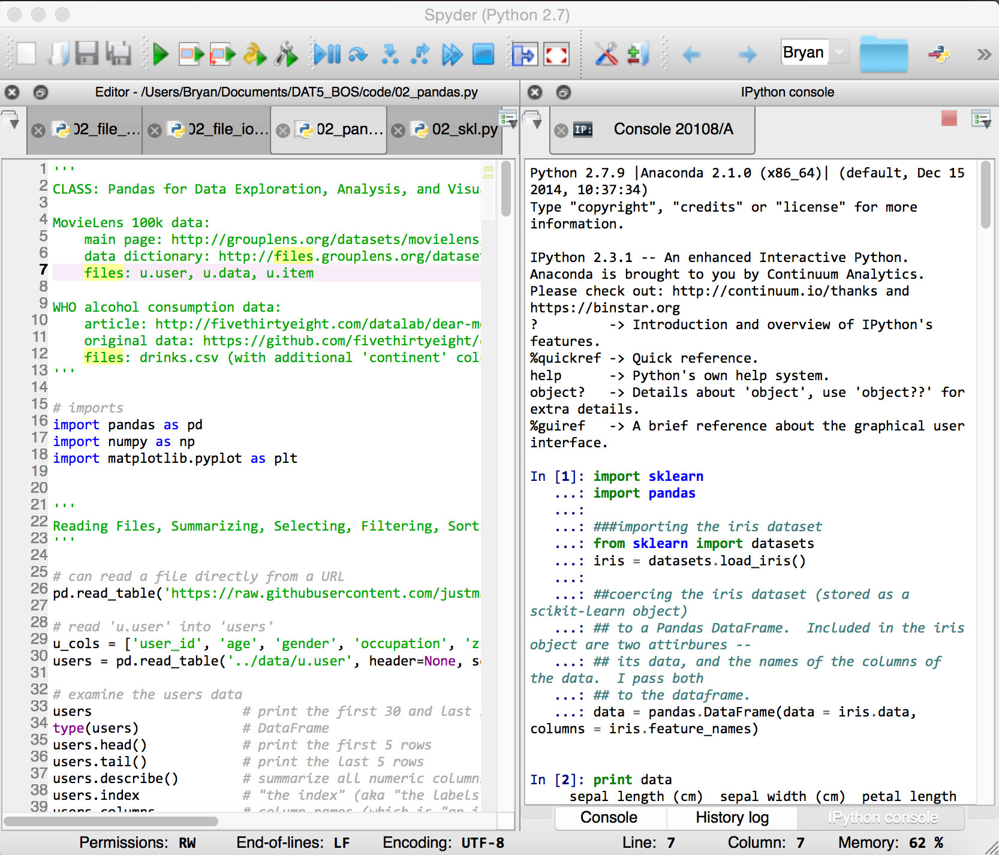 Spyder (Python 2.7)
Bryan
Editor - /Users/Bryan/Documents/DAT5_BOS/code/02_pandas.py
02_file_...
02_file_io...
02_pan...
02_skl.py
1 '''
2 CLASS: Pandas for Data Exploration, Analysis, and Visu
3
4 MovieLens 100k data:
5 main page: http://grouplens.org/datasets/movielens
6 data dictionary: http://files.grouplens.org/datase
7 files: u.user, u.data, u.item
8
9 WHO alcohol consumption data:
10 article: http://fivethirtyeight.com/datalab/dear-m
11 original data: https://github.com/fivethirtyeight/
12 files: drinks.csv (with additional 'continent' col
13 '''
14
15 # imports
16 import pandas as pd
17 import numpy as np
18 import matplotlib.pyplot as plt
19
20
21 '''
22 Reading Files, Summarizing, Selecting, Filtering, Sort
23 '''
24
25 # can read a file directly from a URL
26 pd.read_table('https://raw.githubusercontent.com/justm
27
28 # read 'u.user' into 'users'
29 u_cols = ['user_id', 'age', 'gender', 'occupation', 'z
30 users = pd.read_table('../data/u.user', header=None, s
31
32 # examine the users data
33 users # print the first 30 and last
34 type(users) # DataFrame
35 users.head() # print the first 5 rows
36 users.tail() # print the last 5 rows
37 users.describe() # summarize all numeric column
38 users.index # "the index" (aka "the labels
39 users.columns # column names (which is "an i
IPython console
IP: Console 20108/A
Python 2.7.9 |Anaconda 2.1.0 (x86_64)| (default, Dec 15
2014, 10:37:34)
Type "copyright", "credits" or "license" for more
information.
IPython 2.3.1 -- An enhanced Interactive Python.
Anaconda is brought to you by Continuum Analytics.
Please check out: http://continuum.io/thanks and
https://binstar.org
? -> Introduction and overview of IPython's
features.
%quickref -> Quick reference.
help -> Python's own help system.
object? -> Details about 'object', use 'object??' for
extra details.
%guiref -> A brief reference about the graphical user
interface.
In [1]: import sklearn
...: import pandas
...:
...: ###importing the iris dataset
...: from sklearn import datasets
...: iris = datasets.load_iris()
...:
...: ##coercing the iris dataset (stored as a
scikit-learn object)
...: ## to a Pandas DataFrame.  Included in the iris
object are two attirbures --
...: ## its data, and the names of the columns of
the data.  I pass both
...: ## to the dataframe.
...: data = pandas.DataFrame(data = iris.data,
columns = iris.feature_names)
In [2]: print data
sepal length (cm)  sepal width (cm)  petal length
Console
History log
IPython console
Permissions: RW End-of-lines: LF Encoding: UTF-8 Line: 7 Column: 7 Memory: 62 %